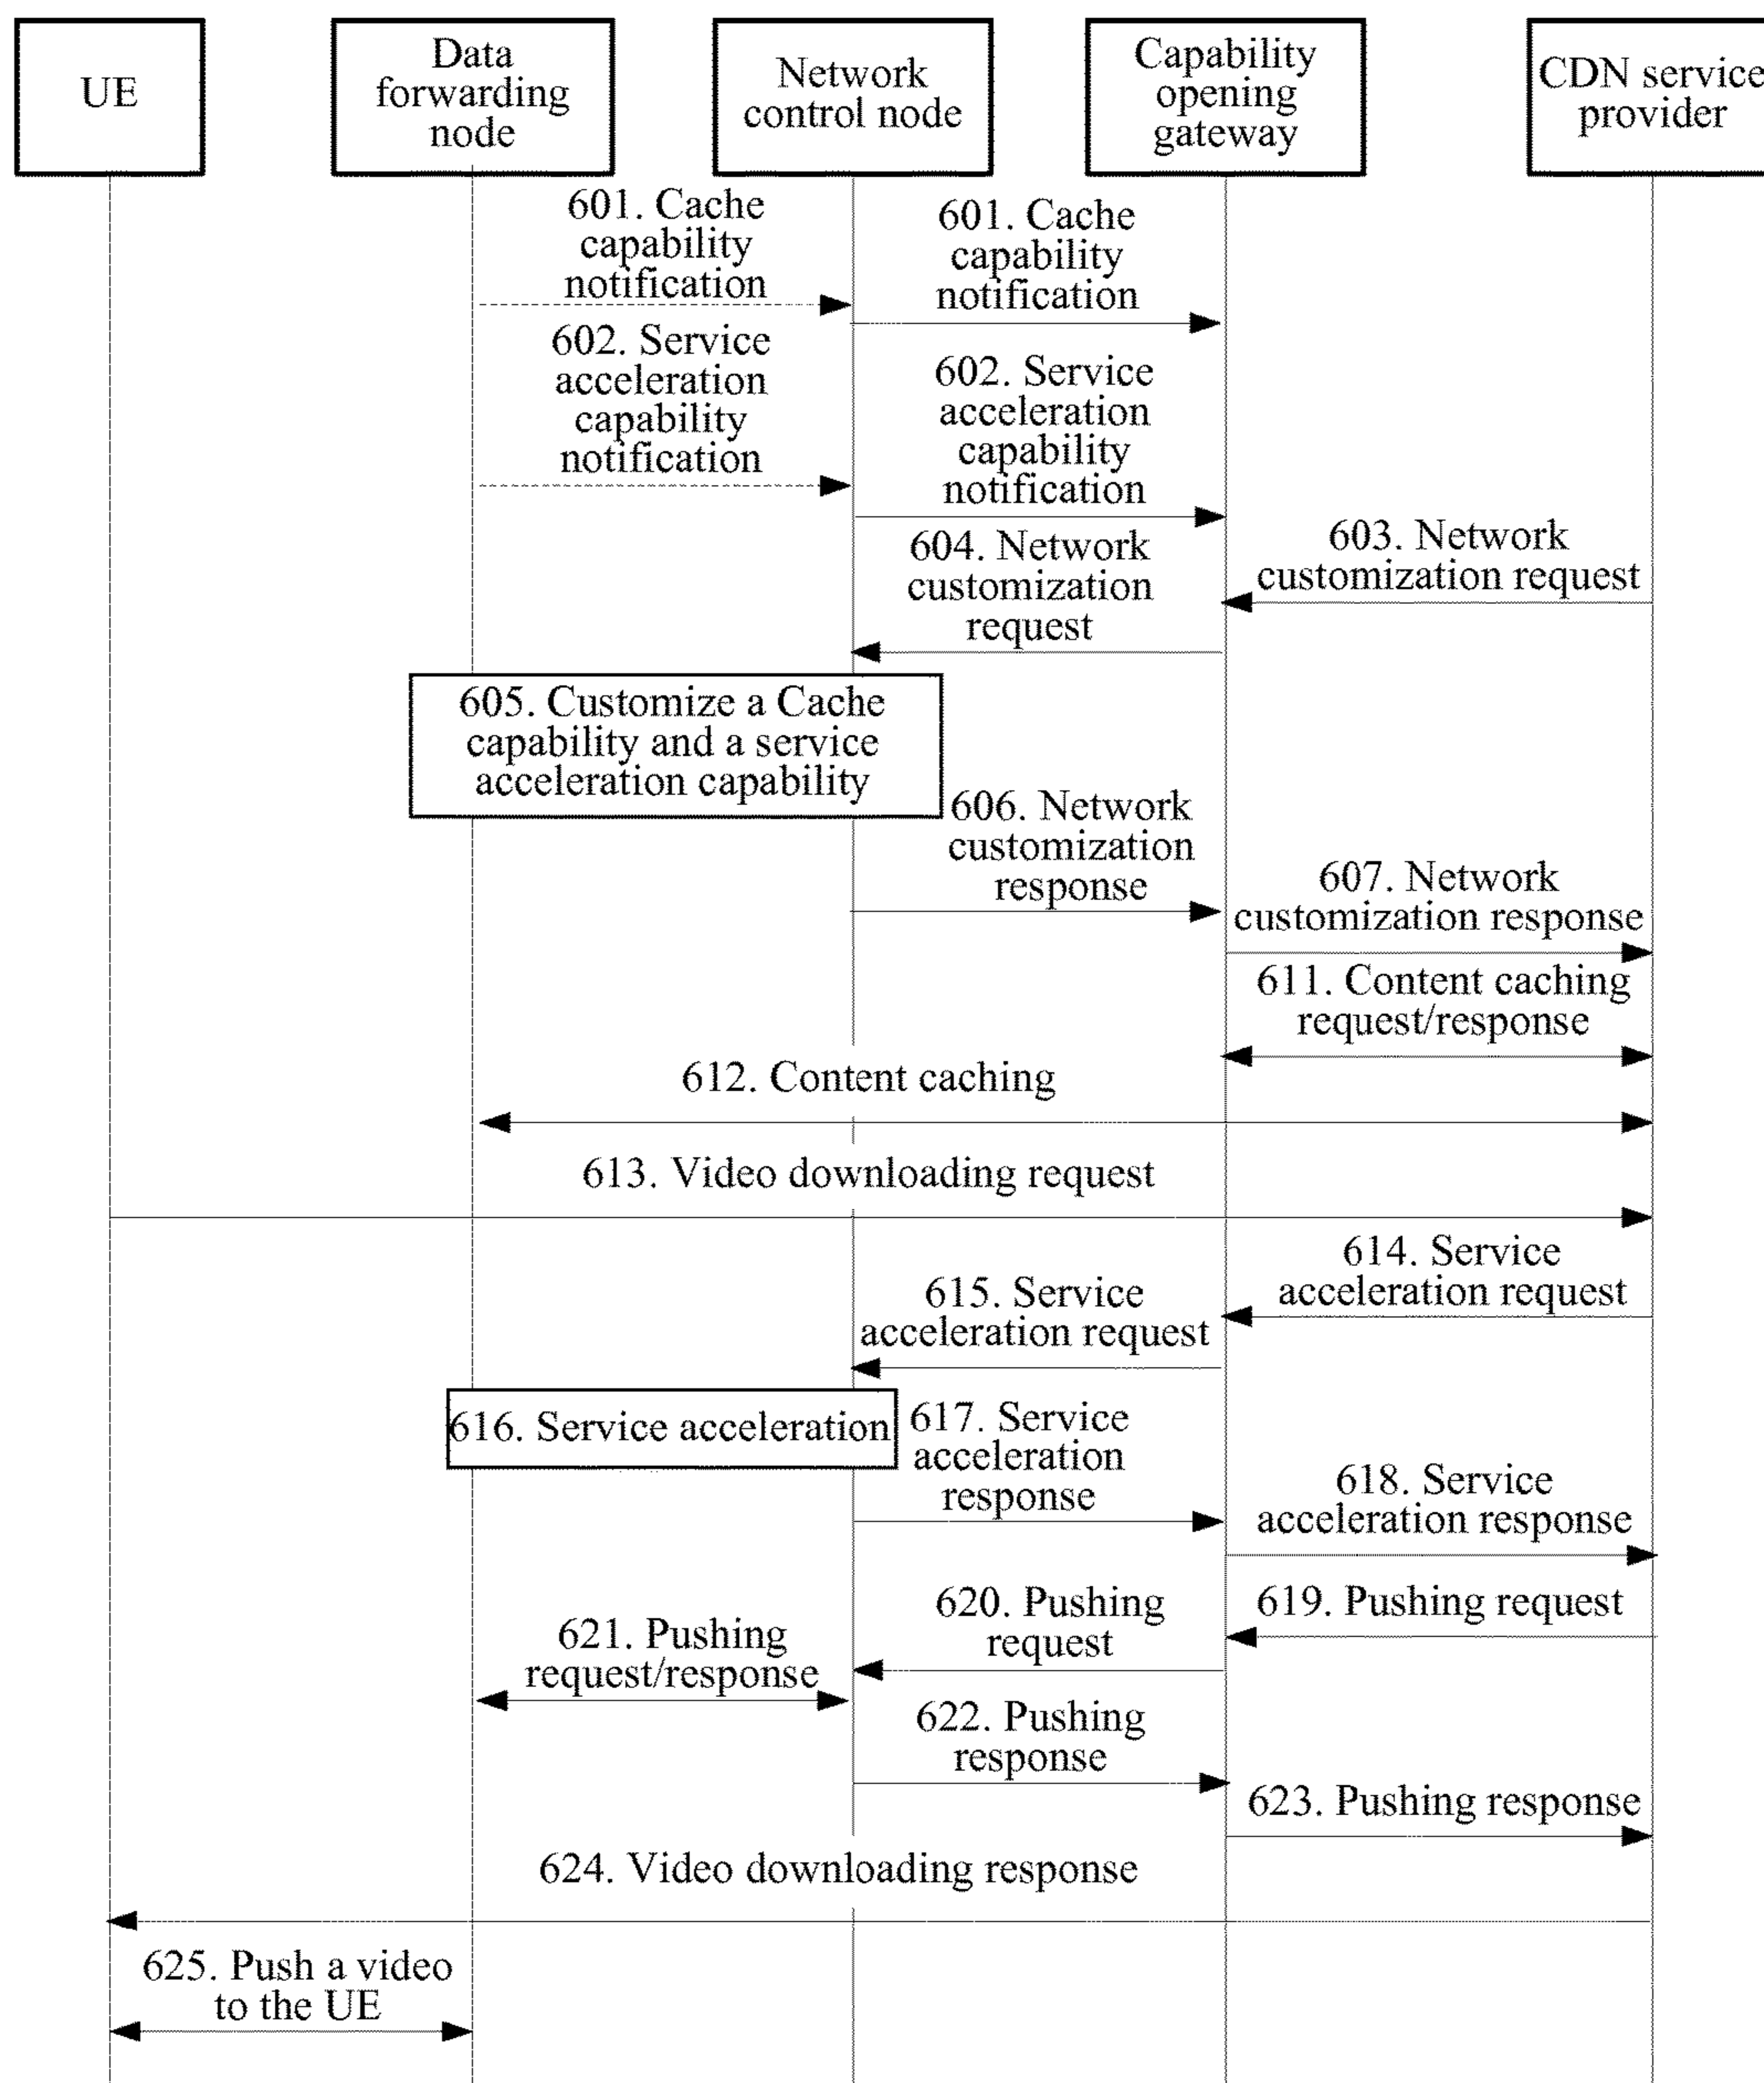 UE
Data
forwarding
node
Network
control node
Capability
opening
gateway
CDN service
provider
601. Cache
capability
notification
601. Cache
capability
notification
602. Service
acceleration
capability
notification
602. Service
acceleration
capability
notification
603. Network
customization request
604. Network
customization
request
605. Customize a Cache
capability and a service
acceleration capability
606. Network
customization
response
607. Network
customization response
611. Content caching
request/response
612. Content caching
613. Video downloading request
614. Service
acceleration request
615. Service
acceleration request
616. Service acceleration
617. Service
acceleration
response
618. Service
acceleration response
619. Pushing request
620. Pushing
request
621. Pushing
request/response
622. Pushing
response
623. Pushing response
624. Video downloading response
625. Push a video
to the UE